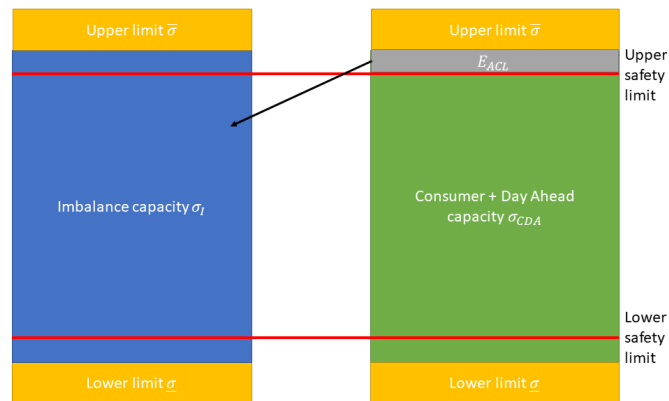 Upper limit σ̅
Upper limit σ̅
E_ACL
Upper
safety
limit
Imbalance capacity σ_I
Consumer + Day Ahead
capacity σ_CDA
Lower
safety
limit
Lower limit σ̲
Lower limit σ̲